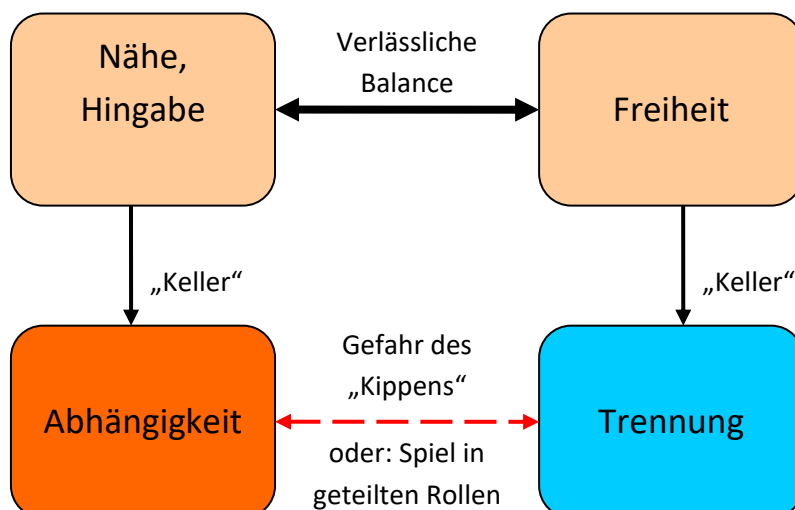 Nähe,
Hingabe
Verlässliche
Balance
Freiheit
„Keller“
„Keller“
Abhängigkeit
Gefahr des
„Kippens“
oder: Spiel in
geteilten Rollen
Trennung